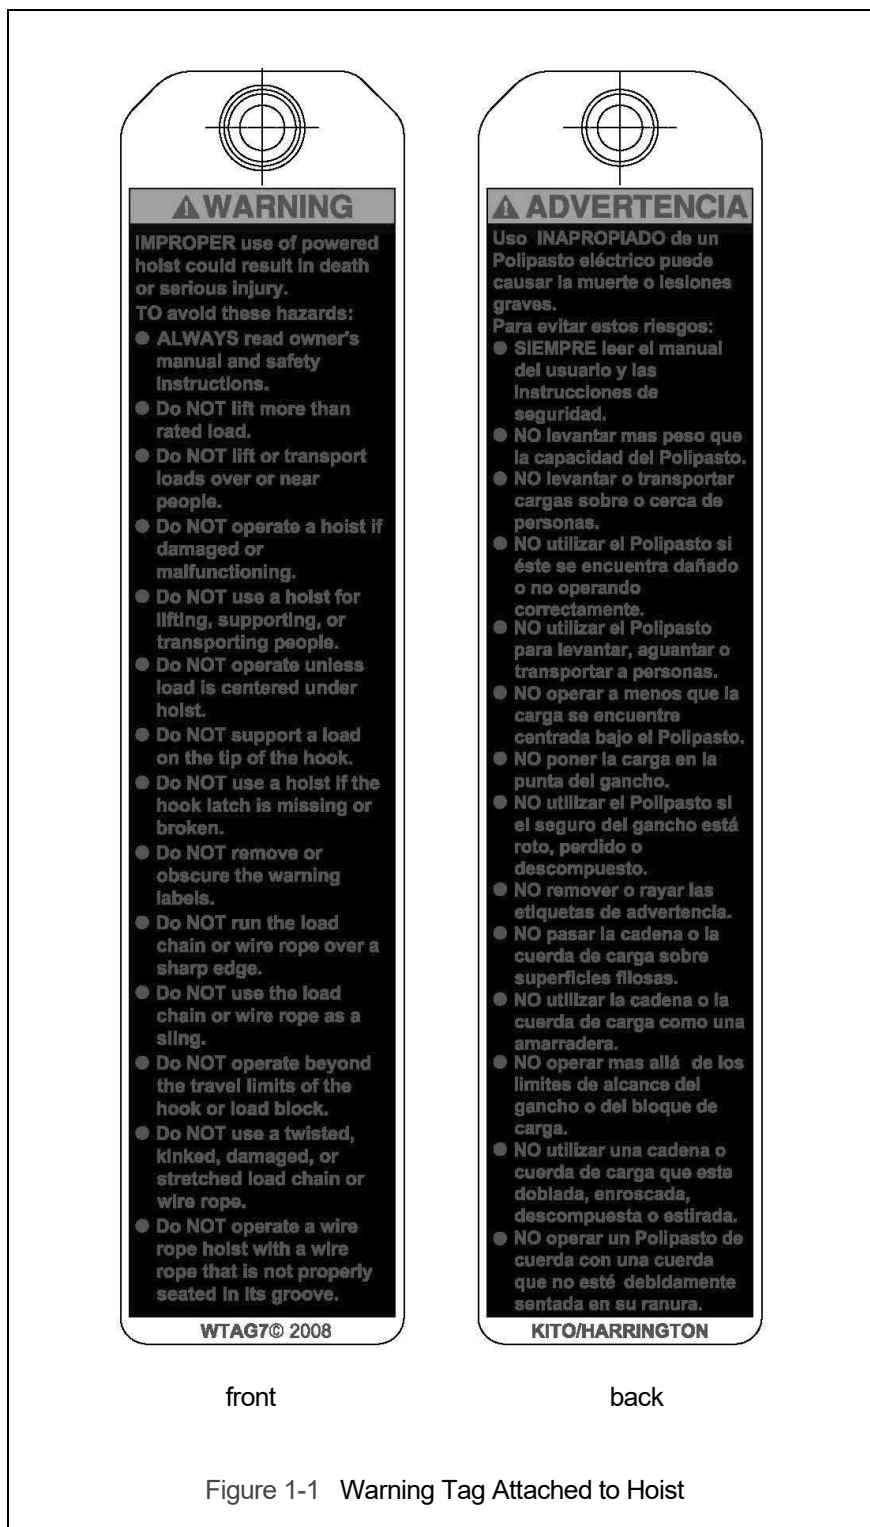 WARNING
IMPROPER use of powered
hoist could result in death
or serious injury.
TO avoid these hazards:
● ALWAYS read owner's
manual and safety
instructions.
● Do NOT lift more than
rated load.
● Do NOT lift or transport
loads over or near
people.
● Do NOT operate a hoist if
damaged or
malfunctioning.
● Do NOT use a hoist for
lifting, supporting, or
transporting people.
● Do NOT operate unless
load is centered under
hoist.
● Do NOT support a load
on the tip of the hook.
● Do NOT use a hoist if the
hook latch is missing or
broken.
● Do NOT remove or
obscure the warning
labels.
● Do NOT run the load
chain or wire rope over a
sharp edge.
● Do NOT use the load
chain or wire rope as a
sling.
● Do NOT operate beyond
the travel limits of the
hook or load block.
● Do NOT use a twisted,
kinked, damaged, or
stretched load chain or
wire rope.
● Do NOT operate a wire
rope hoist with a wire
rope that is not properly
seated in its groove.
WTAG7© 2008
front
ADVERTENCIA
Uso INAPROPIADO de un
Polipasto eléctrico puede
causar la muerte o lesiones
graves.
Para evitar estos riesgos:
● SIEMPRE leer el manual
del usuario y las
instrucciones de
seguridad.
● NO levantar mas peso que
la capacidad del Polipasto.
● NO levantar o transportar
cargas sobre o cerca de
personas.
● NO utilizar el Polipasto si
éste se encuentra dañado
o no operando
correctamente.
● NO utilizar el Polipasto
para levantar, aguantar o
transportar a personas.
● NO operar a menos que la
carga se encuentre
centrada bajo el Polipasto.
● NO poner la carga en la
punta del gancho.
● NO utilizar el Polipasto si
el seguro del gancho está
roto, perdido o
descompuesto.
● NO remover o rayar las
etiquetas de advertencia.
● NO pasar la cadena o la
cuerda de carga sobre
superficies filosas.
● NO utilizar la cadena o la
cuerda de carga como una
amarradera.
● NO operar mas allá de los
limites de alcance del
gancho o del bloque de
carga.
● NO utilizar una cadena o
cuerda de carga que este
doblada, enroscada,
descompuesta o estirada.
● NO operar un Polipasto de
cuerda con una cuerda
que no esté debidamente
sentada en su ranura.
KITO/HARRINGTON
back
Figure 1-1 Warning Tag Attached to Hoist